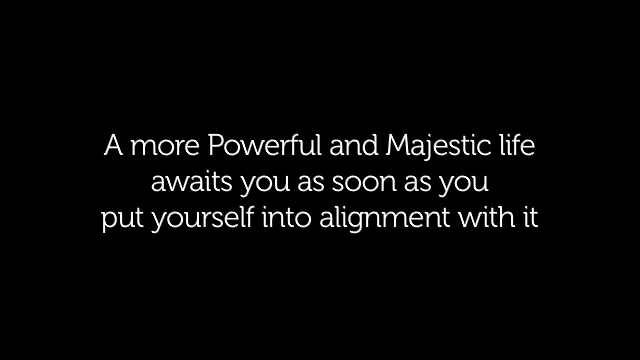 A more Powerful and Majestic life
awaits you as soon as you
put yourself into alignment with it